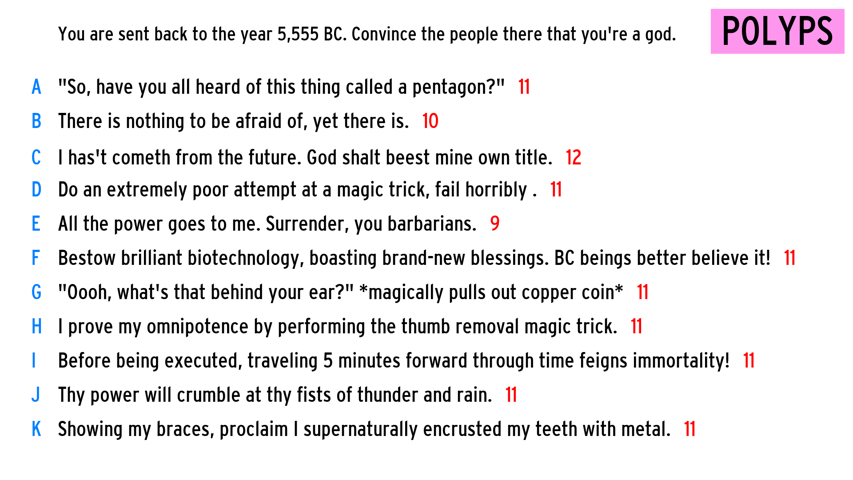 You are sent back to the year 5,555 BC. Convince the people there that you're a god.
POLYPS
A "So, have you all heard of this thing called a pentagon?" 11
B There is nothing to be afraid of, yet there is. 10
C I has't cometh from the future. God shalt beest mine own title. 12
D Do an extremely poor attempt at a magic trick, fail horribly . 11
E All the power goes to me. Surrender, you barbarians. 9
F Bestow brilliant biotechnology, boasting brand-new blessings. BC beings better believe it! 11
G "Oooh, what's that behind your ear?" *magically pulls out copper coin* 11
H I prove my omnipotence by performing the thumb removal magic trick. 11
I Before being executed, traveling 5 minutes forward through time feigns immortality! 11
J Thy power will crumble at thy fists of thunder and rain. 11
K Showing my braces, proclaim I supernaturally encrusted my teeth with metal. 11